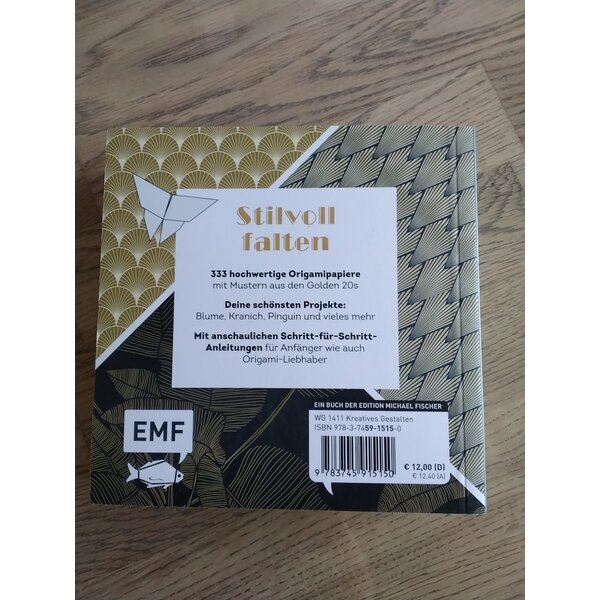 Stilvoll
falten
333 hochwertige Origamipapiere
mit Mustern aus den Golden 20s
Deine schönsten Projekte:
Blume, Kranich, Pinguin und vieles mehr
Mit anschaulichen Schritt-für-Schritt-
Anleitungen für Anfänger wie auch
Origami-Liebhaber
EMF
EIN BUCH DER EDITION MICHAEL FISCHER
WG 1411 Kreatives Gestalten
ISBN 978-3-7459-1515-0
9 783745 915150
€ 12,00 (D)
€ 12,40 (A)